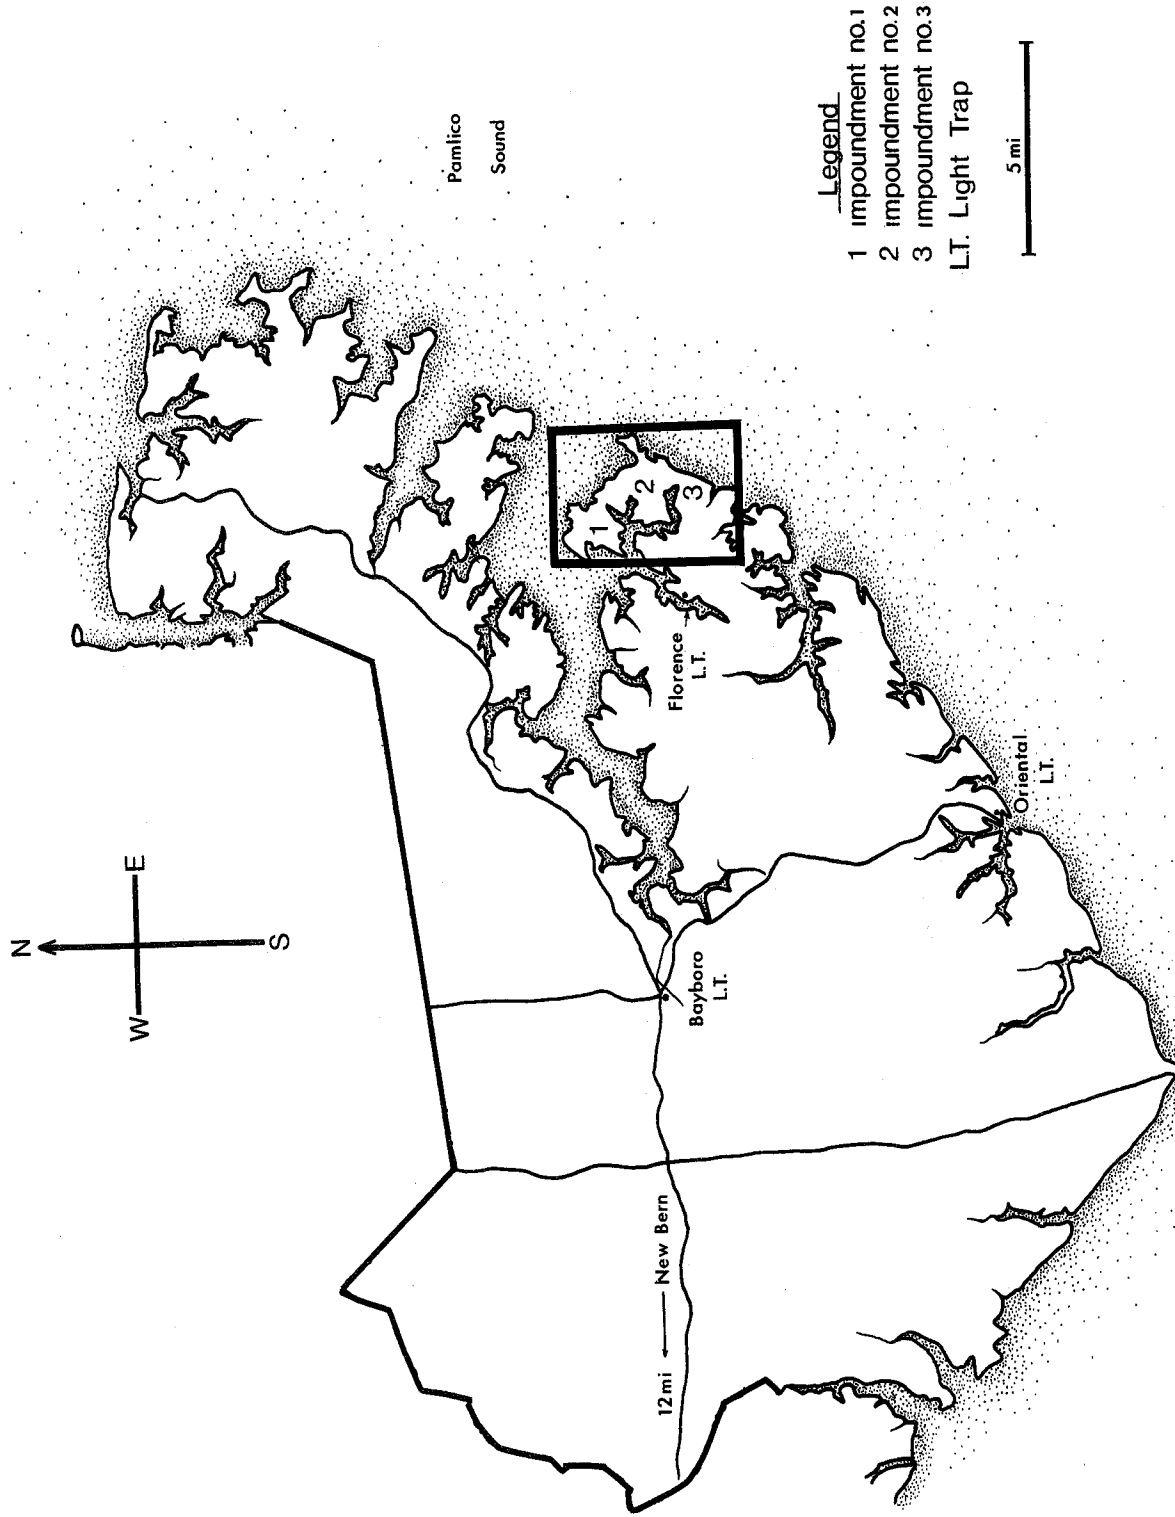 N
W
E
S
Pamlico
Sound
1
2
3
Florence
L.T.
Bayboro
L.T.
12 mi
New Bern
Oriental
L.T.
Legend
1 Impoundment no.1
2 Impoundment no.2
3 Impoundment no.3
L.T. Light Trap
5 mi